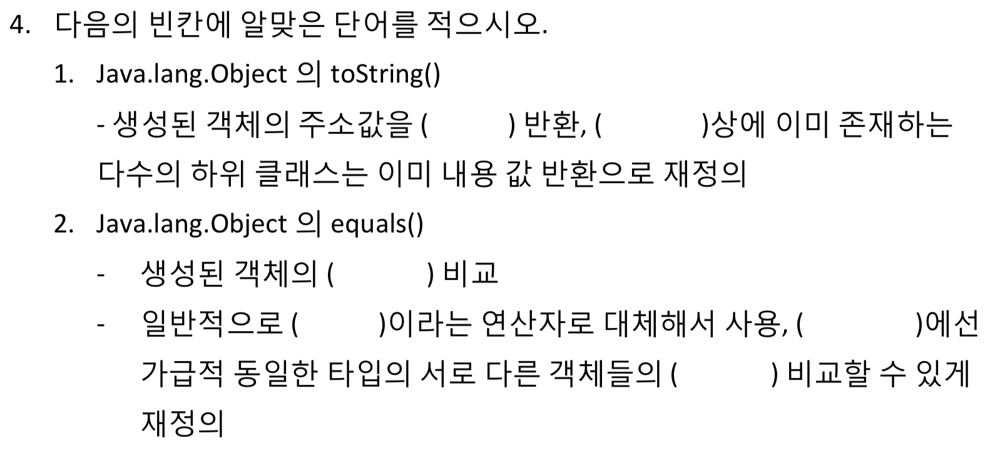 4. 다음의 빈칸에 알맞은 단어를 적으시오.
1. Java.lang.Object 의 toString()
- 생성된 객체의 주소값을 ( ) 반환, ( )상에 이미 존재하는
다수의 하위 클래스는 이미 내용 값 반환으로 재정의
2. Java.lang.Object 의 equals()
- 생성된 객체의 ( ) 비교
- 일반적으로 ( )이라는 연산자로 대체해서 사용, ( )에선
가급적 동일한 타입의 서로 다른 객체들의 ( ) 비교할 수 있게
재정의